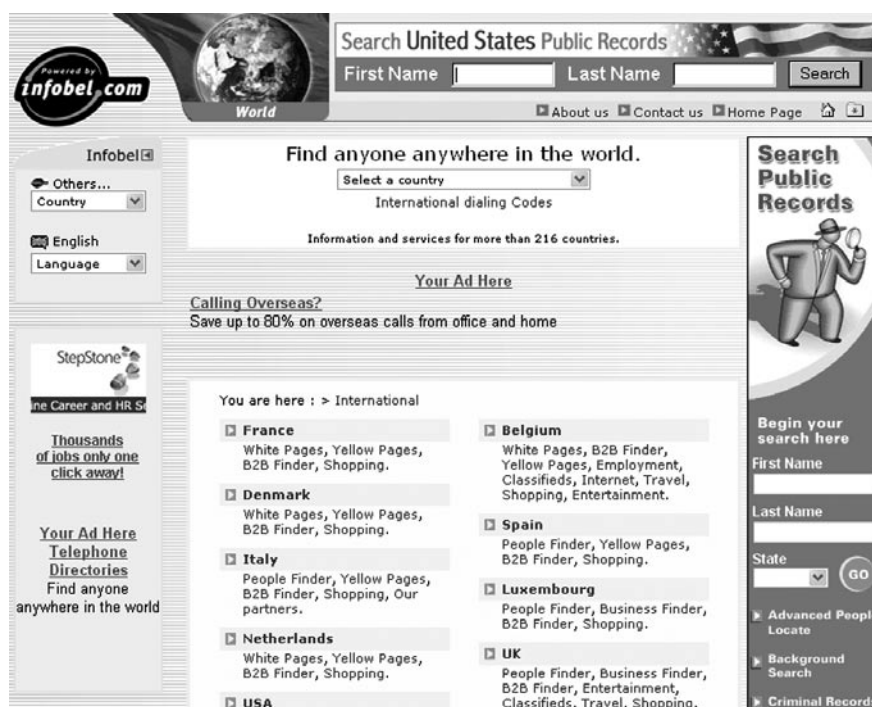 Powered by
infobel.com
World
Search United States Public Records
First Name
Last Name
Search
About us
Contact us
Home Page
Infobel
Others...
Country
English
Language
StepStone
ine Career and HR Se
Thousands
of jobs only one
click away!
Your Ad Here
Telephone
Directories
Find anyone
anywhere in the world
Find anyone anywhere in the world.
Select a country
International dialing Codes
Information and services for more than 216 countries.
Your Ad Here
Calling Overseas?
Save up to 80% on overseas calls from office and home
You are here : > International
France
White Pages, Yellow Pages,
B2B Finder, Shopping.
Denmark
White Pages, Yellow Pages,
B2B Finder, Shopping.
Italy
People Finder, Yellow Pages,
B2B Finder, Shopping, Our
partners.
Netherlands
White Pages, Yellow Pages,
B2B Finder, Shopping.
USA
Belgium
White Pages, B2B Finder,
Yellow Pages, Employment,
Classifieds, Internet, Travel,
Shopping, Entertainment.
Spain
People Finder, Yellow Pages,
B2B Finder, Shopping.
Luxembourg
People Finder, Business Finder,
B2B Finder, Shopping.
UK
People Finder, Business Finder,
B2B Finder, Entertainment,
Classifieds, Travel, Shopping.
Search
Public
Records
Begin your
search here
First Name
Last Name
State
GO
Advanced Peopl
Locate
Background
Search
Criminal Records